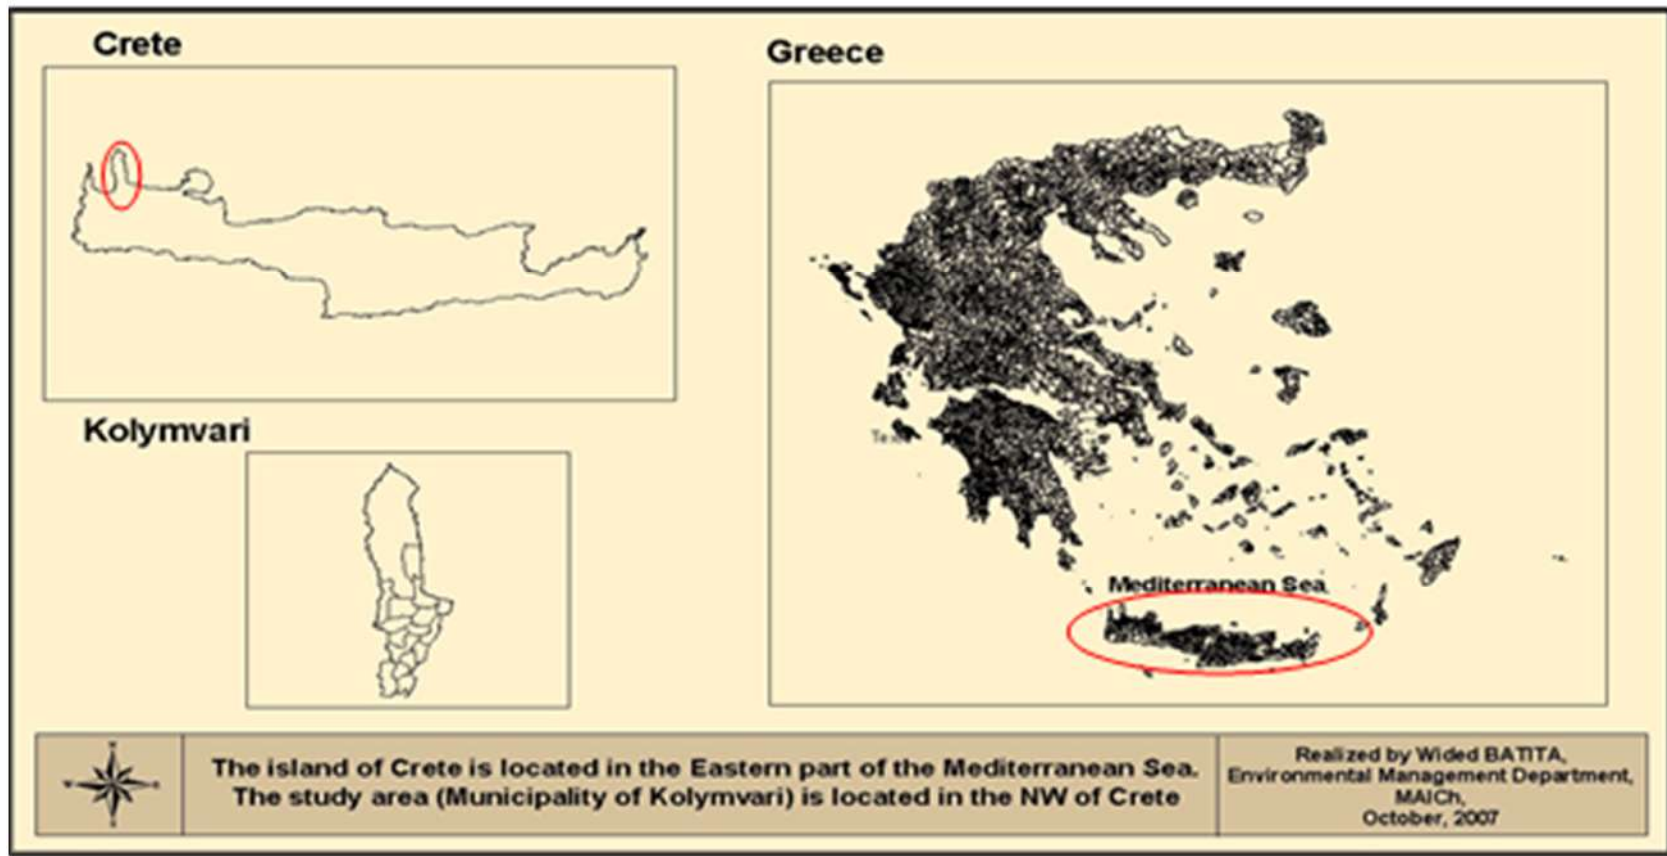 Crete
Greece
Kolymvari
Mediterranean Sea
The island of Crete is located in the Eastern part of the Mediterranean Sea.
The study area (Municipality of Kolymvari) is located in the NW of Crete
Realized by Wided BATITA,
Environmental Management Department,
MAICh,
October, 2007